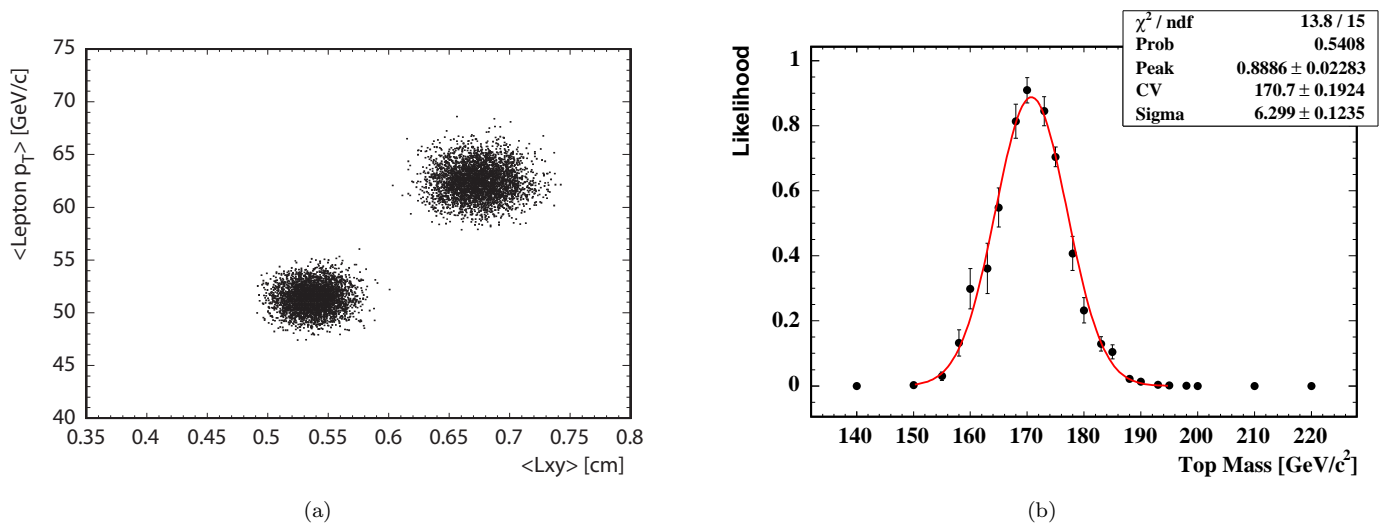 75
70
65
60
55
50
45
40
<Lepton p_T> [GeV/c]
0.35 0.4 0.45 0.5 0.55 0.6 0.65 0.7 0.75 0.8
<Lxy> [cm]
(a)
χ² / ndf 13.8 / 15
Prob 0.5408
Peak 0.8886 ± 0.02283
CV 170.7 ± 0.1924
Sigma 6.299 ± 0.1235
Likelihood
1
0.8
0.6
0.4
0.2
0
140 150 160 170 180 190 200 210 220
Top Mass [GeV/c²]
(b)